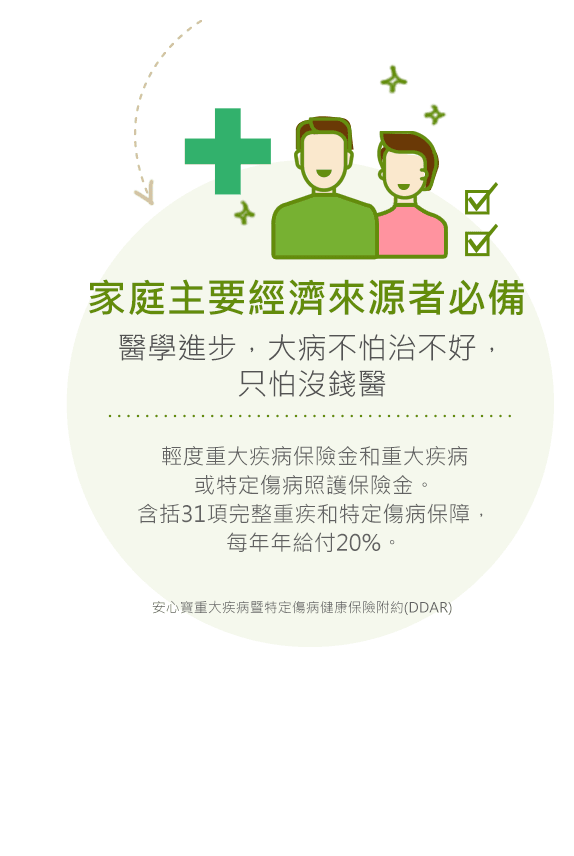 家庭主要經濟來源者必備
醫學進步，大病不怕治不好，
只怕沒錢醫
輕度重大疾病保險金和重大疾病
或特定傷病照護保險金。
含括31項完整重疾和特定傷病保障，
每年年給付20%。
安心寶重大疾病暨特定傷病健康保險附約(DDAR)